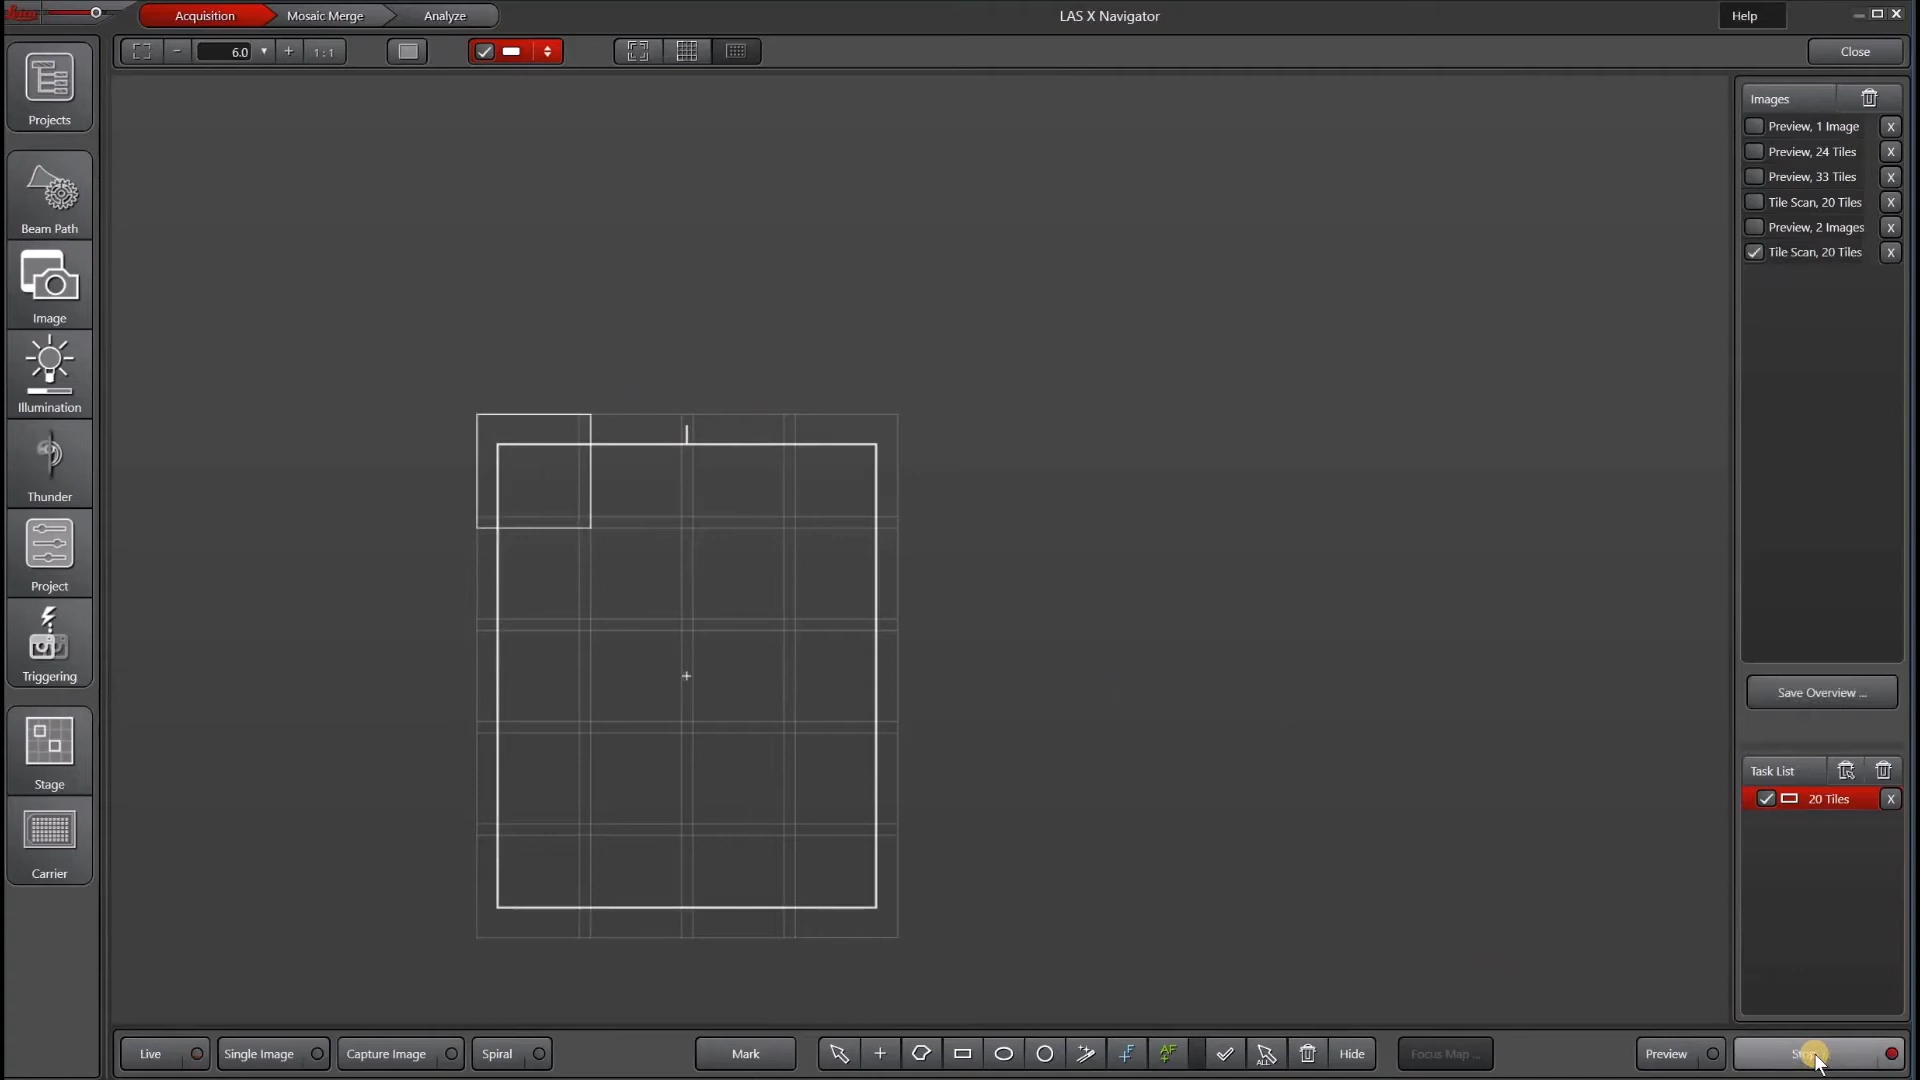 Acquisition
Mosaic Merge
Analyze
LAS X Navigator
Help
6.0
1:1
Close
Projects
Beam Path
Image
Illumination
Thunder
Project
Triggering
Stage
Carrier
Images
Preview, 1 Image X
Preview, 24 Tiles X
Preview, 33 Tiles X
Tile Scan, 20 Tiles X
Preview, 2 Images X
Tile Scan, 20 Tiles X
Save Overview ...
Task List
20 Tiles X
Live
Single Image
Capture Image
Spiral
Mark
F
AF
ALL
Hide
Focus Map ...
Preview